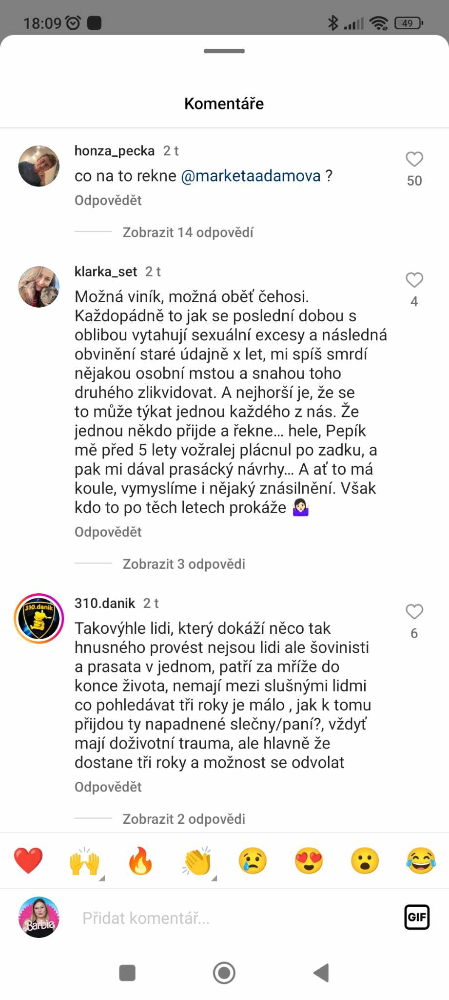 18:09
49
Komentáře
honza_pecka 2 t
co na to rekne @marketaadamova ?
50
Odpovědět
Zobrazit 14 odpovědí
klarka_set 2 t
Možná viník, možná oběť čehosi.
4
Každopádně to jak se poslední dobou s
oblibou vytahují sexuální excesy a následná
obvinění staré údajně x let, mi spíš smrdí
nějakou osobní mstou a snahou toho
druhého zlikvidovat. A nejhorší je, že se
to může týkat jednou každého z nás. Že
jednou někdo přijde a řekne... hele, Pepík
mě před 5 lety vožralej plácnul po zadku, a
pak mi dával prasácký návrhy... A ať to má
koule, vymyslíme i nějaký znásilnění. Však
kdo to po těch letech prokáže 🤷🏻‍♀️
Odpovědět
Zobrazit 3 odpovědi
310.danik
310.danik 2 t
Takovýhle lidi, který dokáží něco tak
6
hnusného provést nejsou lidi ale šovinisti
a prasata v jednom, patří za mříže do
konce života, nemají mezi slušnými lidmi
co pohledávat tři roky je málo , jak k tomu
přijdou ty napadnené slečny/paní?, vždyť
mají doživotní trauma, ale hlavně že
dostane tři roky a možnost se odvolat
Odpovědět
Zobrazit 2 odpovědi
❤️ 🙌 🔥 👏 😢 😍 😮 😂
Barbie
Přidat komentář...
GIF